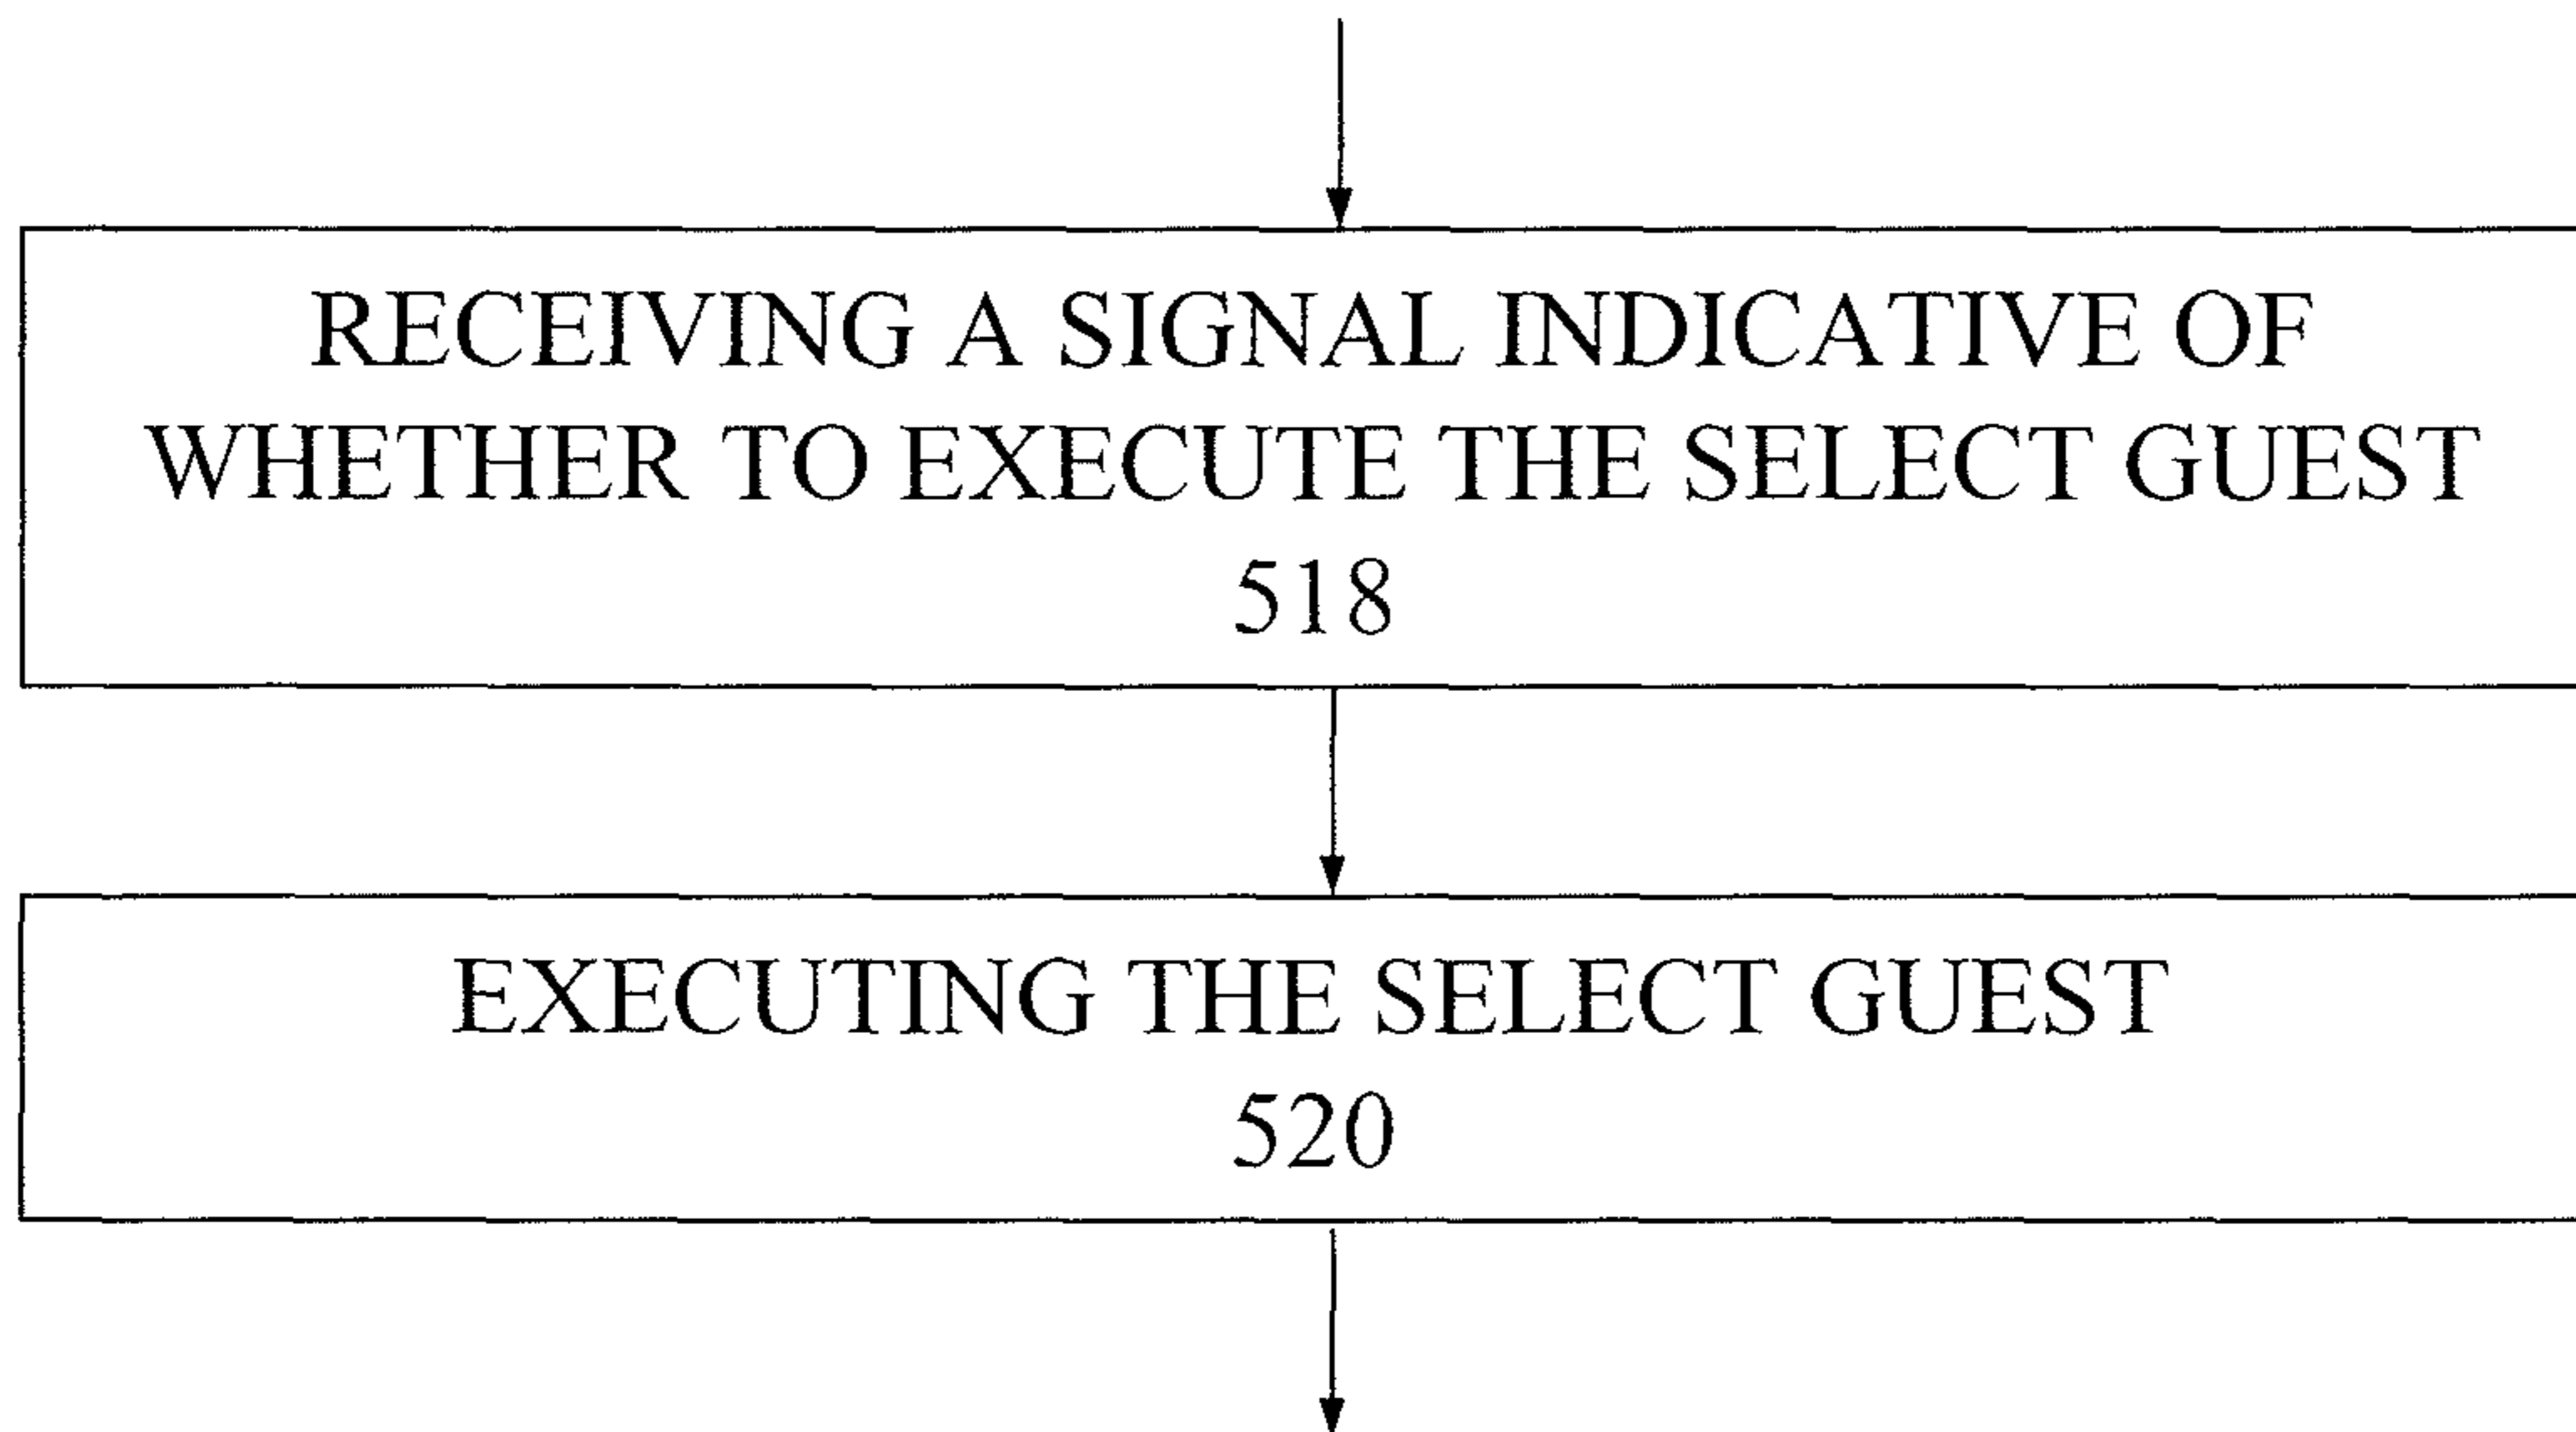 RECEIVING A SIGNAL INDICATIVE OF
WHETHER TO EXECUTE THE SELECT GUEST
518
EXECUTING THE SELECT GUEST
520